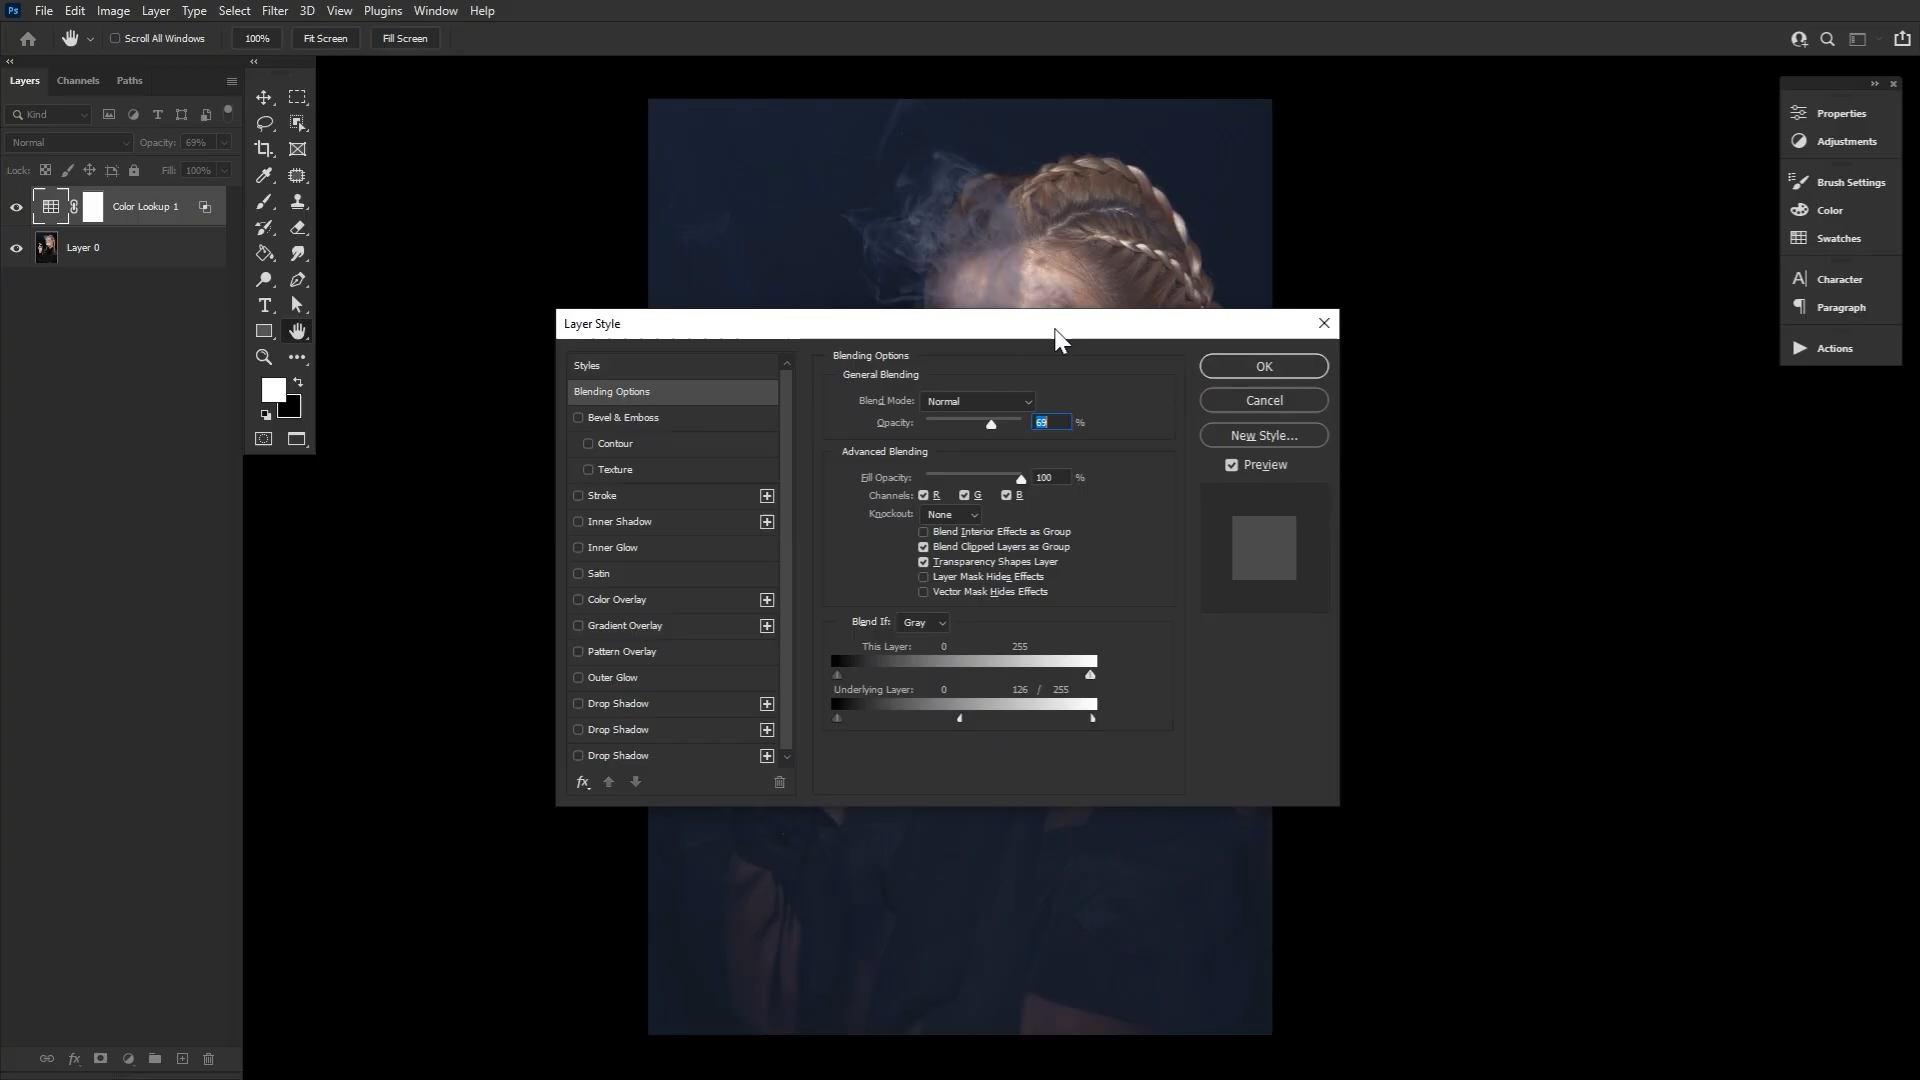 Ps File Edit Image Layer Type Select Filter 3D View Plugins Window Help
Scroll All Windows 100% Fit Screen Fill Screen
Layers Channels Paths
Kind
Normal Opacity: 69%
Lock: Fill: 100%
Color Lookup 1
Layer 0
Properties
Adjustments
Brush Settings
Color
Swatches
Character
Paragraph
Actions
Layer Style
Styles
Blending Options
Bevel & Emboss
Contour
Texture
Stroke
Inner Shadow
Inner Glow
Satin
Color Overlay
Gradient Overlay
Pattern Overlay
Outer Glow
Drop Shadow
Drop Shadow
Drop Shadow
fx
Blending Options
General Blending
Blend Mode: Normal
Opacity: 69 %
Advanced Blending
Fill Opacity: 100 %
Channels: R G B
Knockout: None
Blend Interior Effects as Group
Blend Clipped Layers as Group
Transparency Shapes Layer
Layer Mask Hides Effects
Vector Mask Hides Effects
Blend If: Gray
This Layer: 0 255
Underlying Layer: 0 126 / 255
OK
Cancel
New Style...
Preview
fx